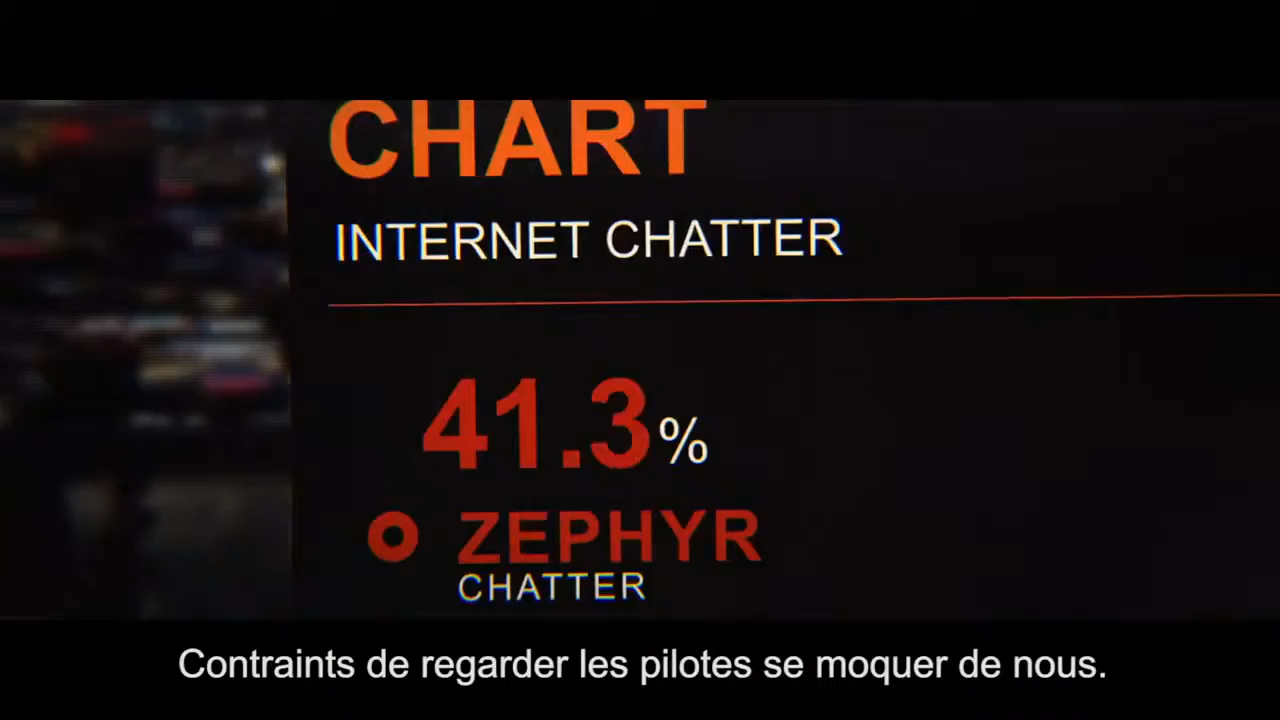 CHART
INTERNET CHATTER
41.3%
ZEPHYR
CHATTER
Contraints de regarder les pilotes se moquer de nous.